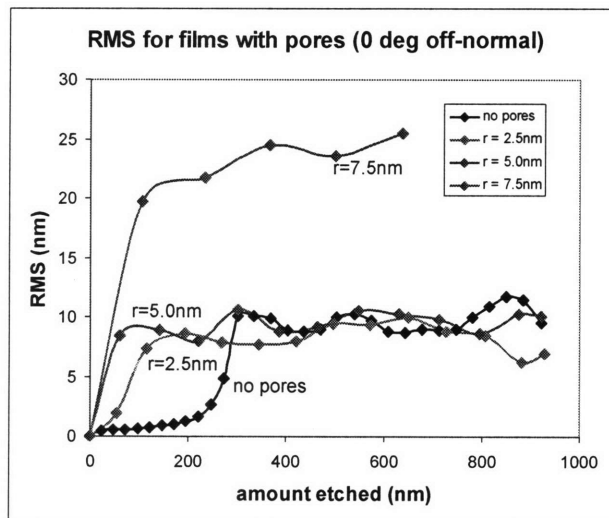 RMS for films with pores (0 deg off-normal)
30
25
20
15
10
5
0
RMS (nm)
0
200
400
600
800
1000
amount etched (nm)
no pores
r = 2.5nm
r = 5.0nm
r = 7.5nm
r=7.5nm
r=5.0nm
r=2.5nm
no pores